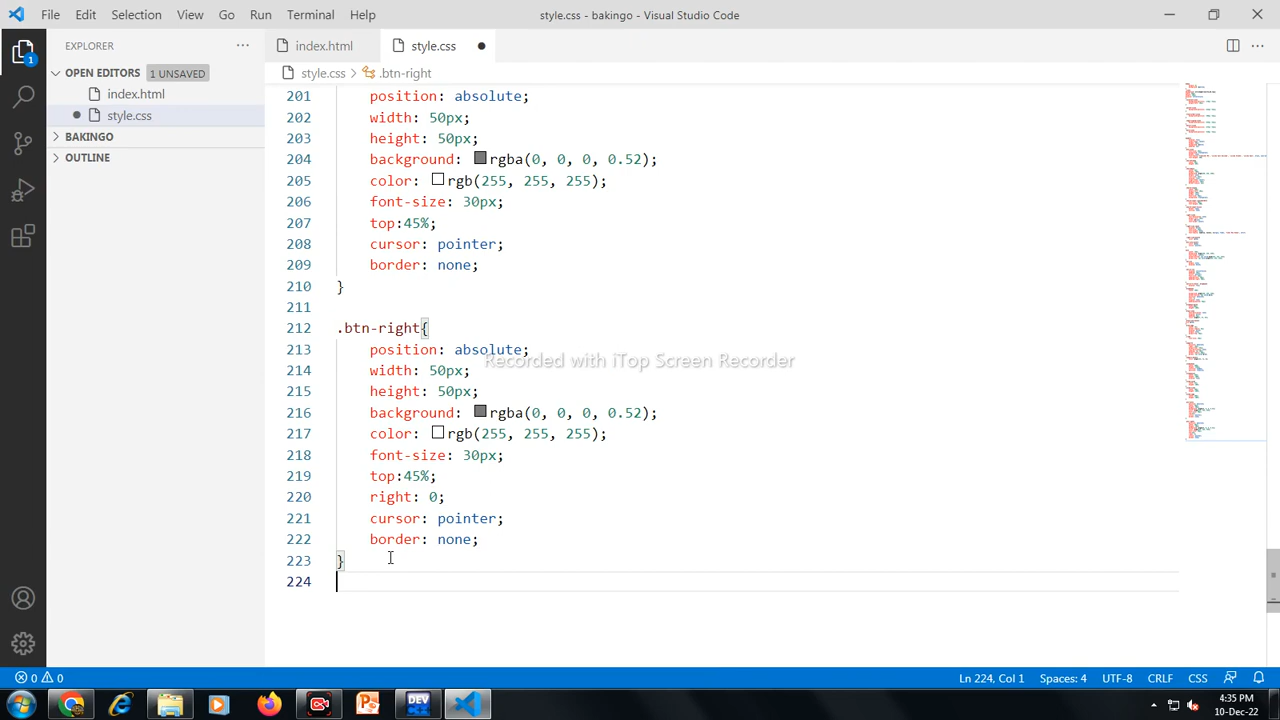 File Edit Selection View Go Run Terminal Help
style.css - bakingo - Visual Studio Code
EXPLORER
index.html
style.css
OPEN EDITORS 1 UNSAVED
style.css > .btn-right
index.html
style.css
BAKINGO
OUTLINE
1
201 position: absolute;
202 width: 50px;
203 height: 50px;
204 background: rgba(0, 0, 0, 0.52);
205 color: rgb(255, 255, 255);
206 font-size: 30px;
207 top:45%;
208 cursor: pointer;
209 border: none;
210 }
211
212 .btn-right{
213 position: absolute;
214 width: 50px;
215 height: 50px;
216 background: rgba(0, 0, 0, 0.52);
217 color: rgb(255, 255, 255);
218 font-size: 30px;
219 top:45%;
220 right: 0;
221 cursor: pointer;
222 border: none;
223 }
224
Recorded with iTop Screen Recorder
0 0
Ln 224, Col 1 Spaces: 4 UTF-8 CRLF CSS
DEV
4:35 PM
10-Dec-22